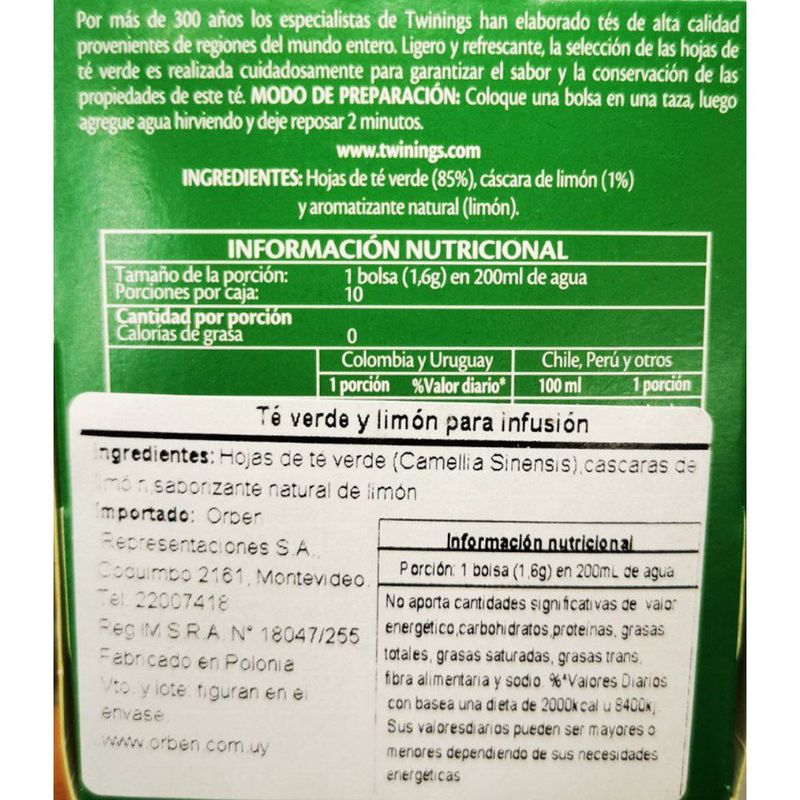 Por más de 300 años los especialistas de Twinings han elaborado tés de alta calidad
provenientes de regiones del mundo entero. Ligero y refrescante, la selección de las hojas de
té verde es realizada cuidadosamente para garantizar el sabor y la conservación de las
propiedades de este té. MODO DE PREPARACIÓN: Coloque una bolsa en una taza, luego
agregue agua hirviendo y deje reposar 2 minutos.
www.twinings.com
INGREDIENTES: Hojas de té verde (85%), cáscara de limón (1%)
y aromatizante natural (limón).
INFORMACIÓN NUTRICIONAL
Tamaño de la porción: 1 bolsa (1,6g) en 200ml de agua
Porciones por caja: 10
Cantidad por porción
Calorías de grasa 0
Colombia y Uruguay Chile, Perú y otros
1 porción %Valor diario* 100 ml 1 porción
Té verde y limón para infusión
Ingredientes: Hojas de té verde (Camellia Sinensis),cascaras de
limón,saborizante natural de limón
Importado: Orber
Representaciones S.A.,
Coquimbo 2161, Montevideo.
Tel: 22007418
Reg IM S.R.A. N° 18047/255
Fabricado en Polonia
Vto. y lote: figuran en el
envase
www.orben.com.uy
Información nutricional
Porción: 1 bolsa (1,6g) en 200mL de agua
No aporta cantidades significativas de valor
energético,carbohidratos,proteínas, grasas
totales, grasas saturadas, grasas trans,
fibra alimentaria y sodio %*Valores Diarios
con basea una dieta de 2000kcal u 8400kj.
Sus valoresdiarios pueden ser mayores o
menores dependiendo de sus necesidades
energéticas